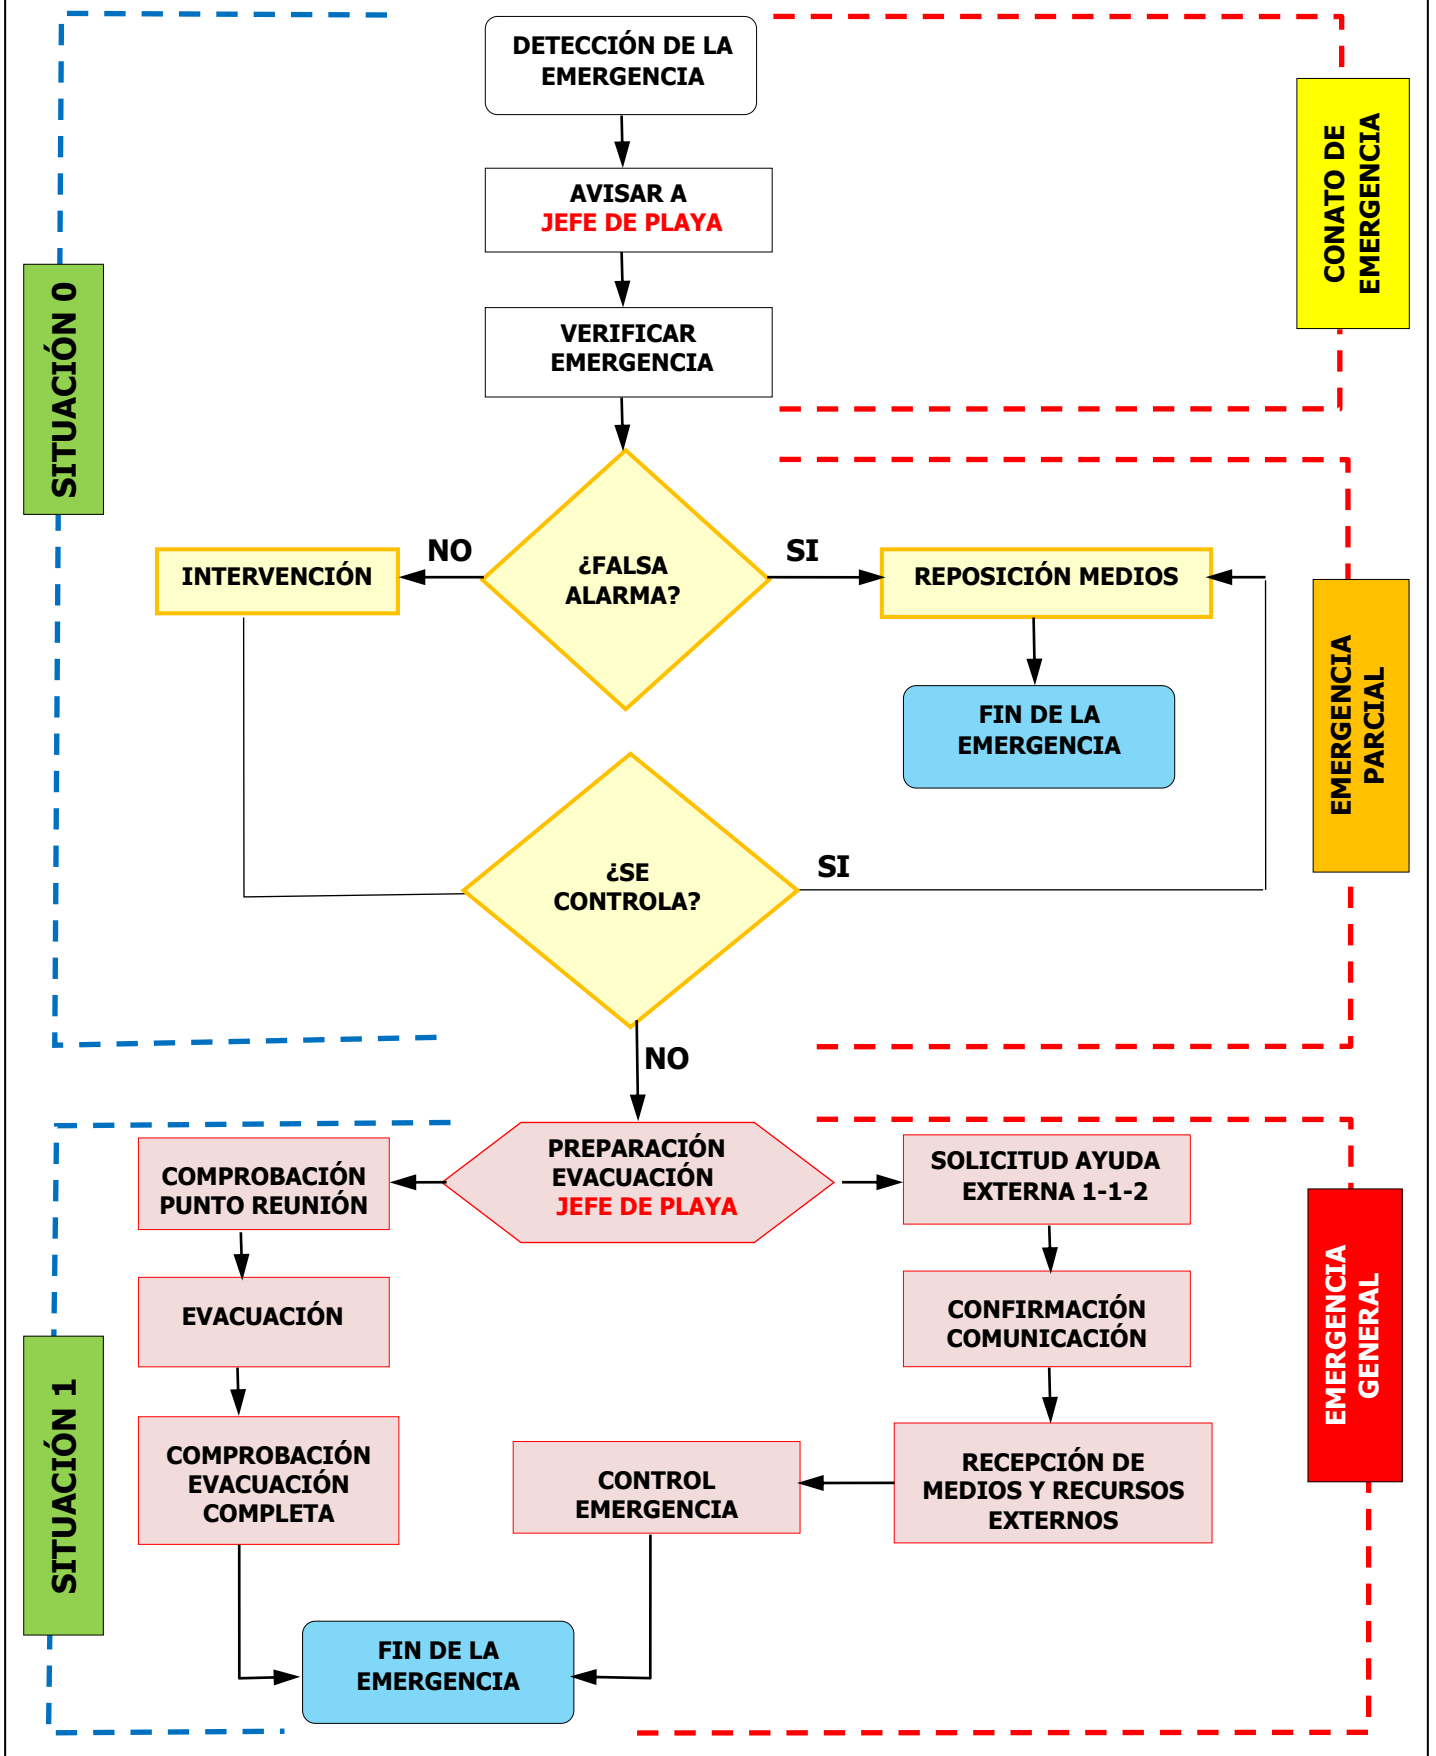 DETECCIÓN DE LA
EMERGENCIA
AVISAR A
JEFE DE PLAYA
VERIFICAR
EMERGENCIA
CONATO DE
EMERGENCIA
SITUACIÓN 0
¿FALSA
ALARMA?
NO
SI
INTERVENCIÓN
REPOSICIÓN MEDIOS
FIN DE LA
EMERGENCIA
EMERGENCIA
PARCIAL
¿SE
CONTROLA?
SI
NO
PREPARACIÓN
EVACUACIÓN
JEFE DE PLAYA
COMPROBACIÓN
PUNTO REUNIÓN
SOLICITUD AYUDA
EXTERNA 1-1-2
EVACUACIÓN
CONFIRMACIÓN
COMUNICACIÓN
EMERGENCIA
GENERAL
SITUACIÓN 1
COMPROBACIÓN
EVACUACIÓN
COMPLETA
CONTROL
EMERGENCIA
RECEPCIÓN DE
MEDIOS Y RECURSOS
EXTERNOS
FIN DE LA
EMERGENCIA